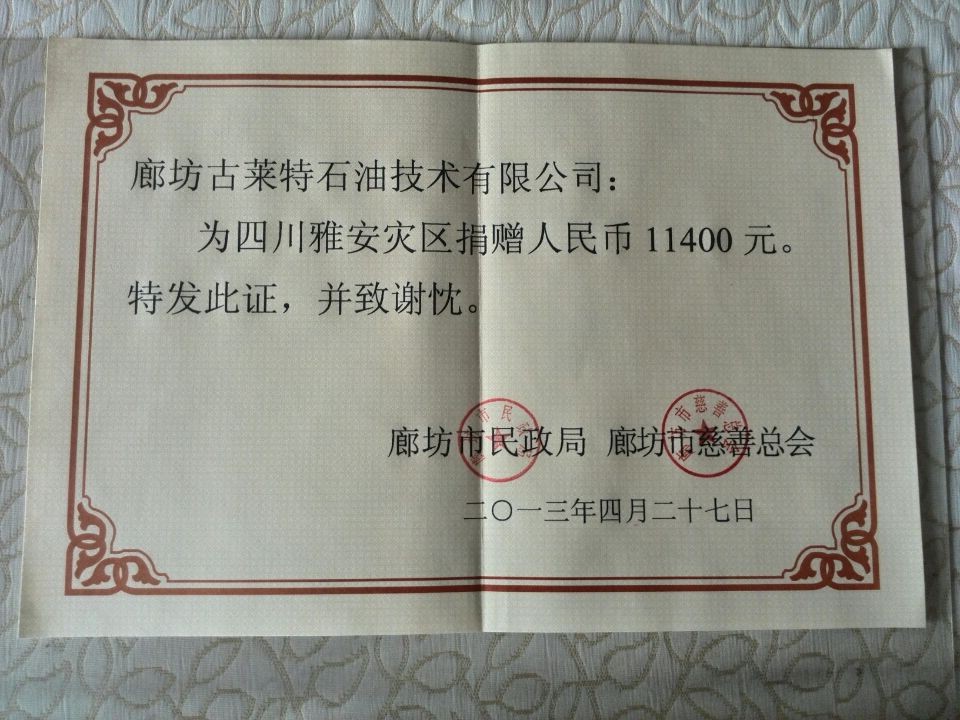 廊坊古莱特石油技术有限公司：
为四川雅安灾区捐赠人民币 11400 元。
特发此证，并致谢忱。
廊坊市民政局 廊坊市慈善总会
二〇一三年四月二十七日